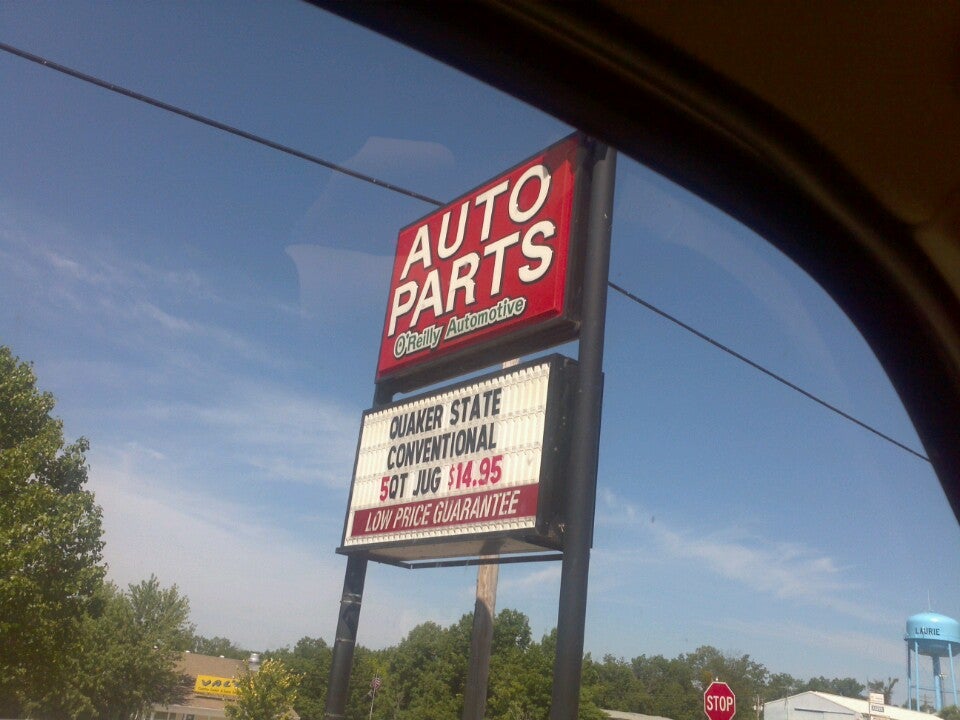 AUTO
PARTS
O'Reilly Automotive
QUAKER STATE
CONVENTIONAL
5QT JUG $14.95
LOW PRICE GUARANTEE
LAURIE
STOP